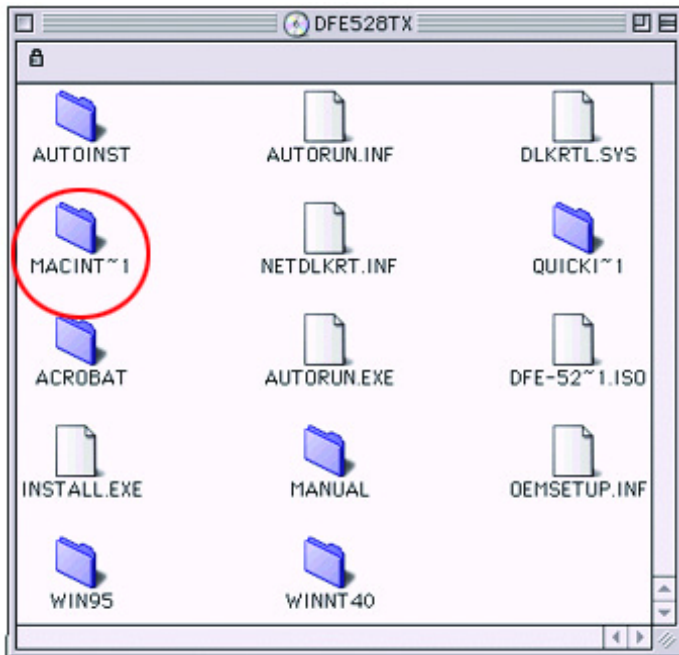 DFE528TX
AUTOINST
AUTORUN.INF
DLKRTL.SYS
MACINT~1
NETDLKRT.INF
QUICKI~1
ACROBAT
AUTORUN.EXE
DFE-52~1.ISO
INSTALL.EXE
MANUAL
OEMSETUP.INF
WIN95
WINNT40